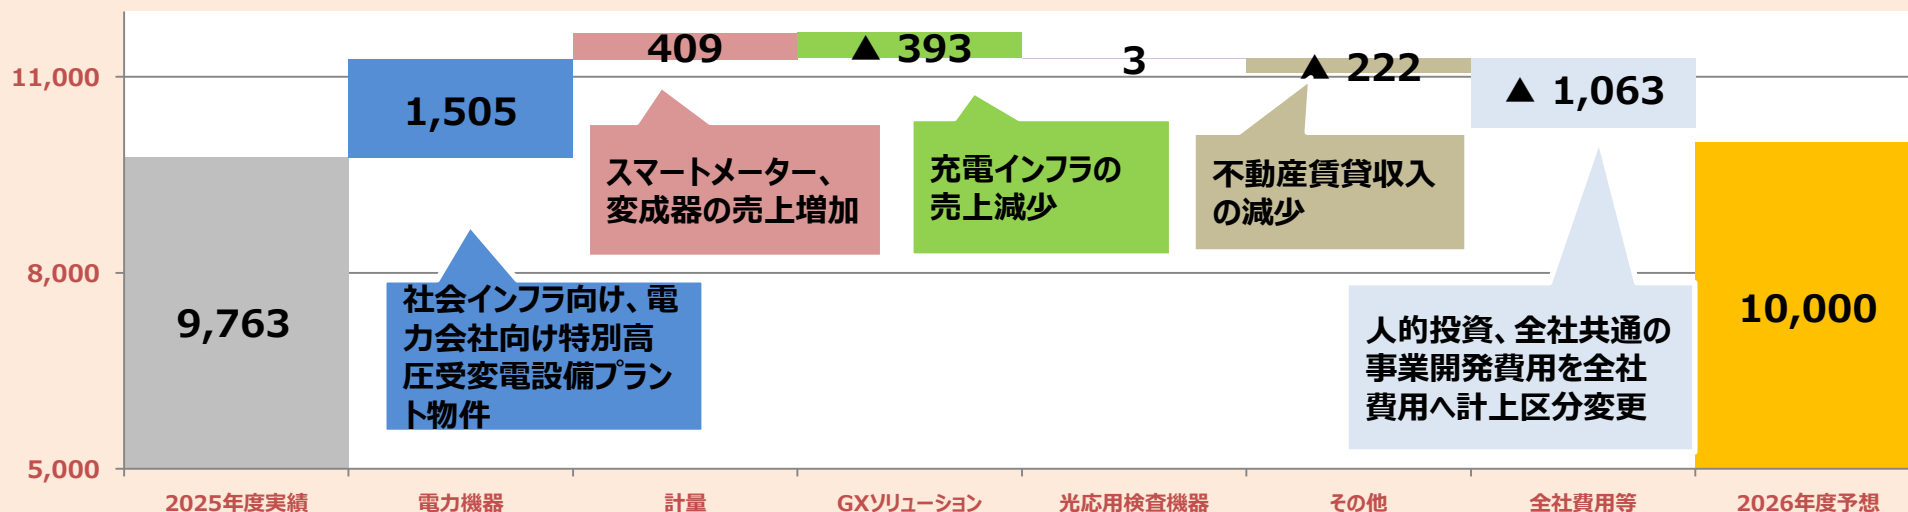 11,000
8,000
5,000
9,763
1,505
409
▲ 393
3
▲ 222
▲ 1,063
10,000
社会インフラ向け、電
力会社向け特別高
圧受変電設備プラン
ト物件
スマートメーター、
変成器の売上増加
充電インフラの
売上減少
不動産賃貸収入
の減少
人的投資、全社共通の
事業開発費用を全社
費用へ計上区分変更
2025年度実績
電力機器
計量
GXソリューション
光応用検査機器
その他
全社費用等
2026年度予想